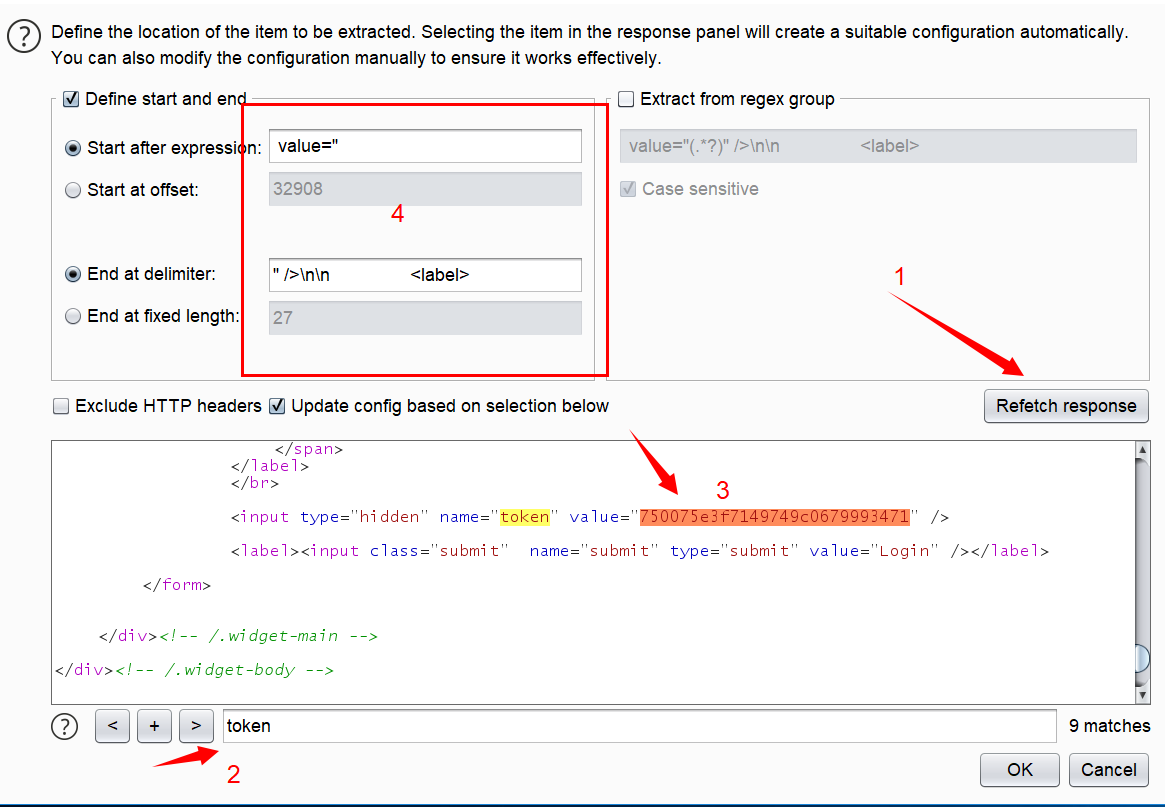 Define the location of the item to be extracted. Selecting the item in the response panel will create a suitable configuration automatically.
You can also modify the configuration manually to ensure it works effectively.
Define start and end
Extract from regex group
Start after expression:
value="
value="(.*?)" />\n\n <label>
Start at offset:
32908
Case sensitive
4
End at delimiter:
" />\n\n <label>
1
End at fixed length:
27
Exclude HTTP headers
Update config based on selection below
Refetch response
</span>
</label>
</br>
3
<input type="hidden" name="token" value="750075e3f7149749c0679993471" />
<label><input class="submit"  name="submit" type="submit" value="Login" /></label>
</form>
</div><!-- /.widget-main -->
</div><!-- /.widget-body -->
?
<
+
>
token
9 matches
2
OK
Cancel